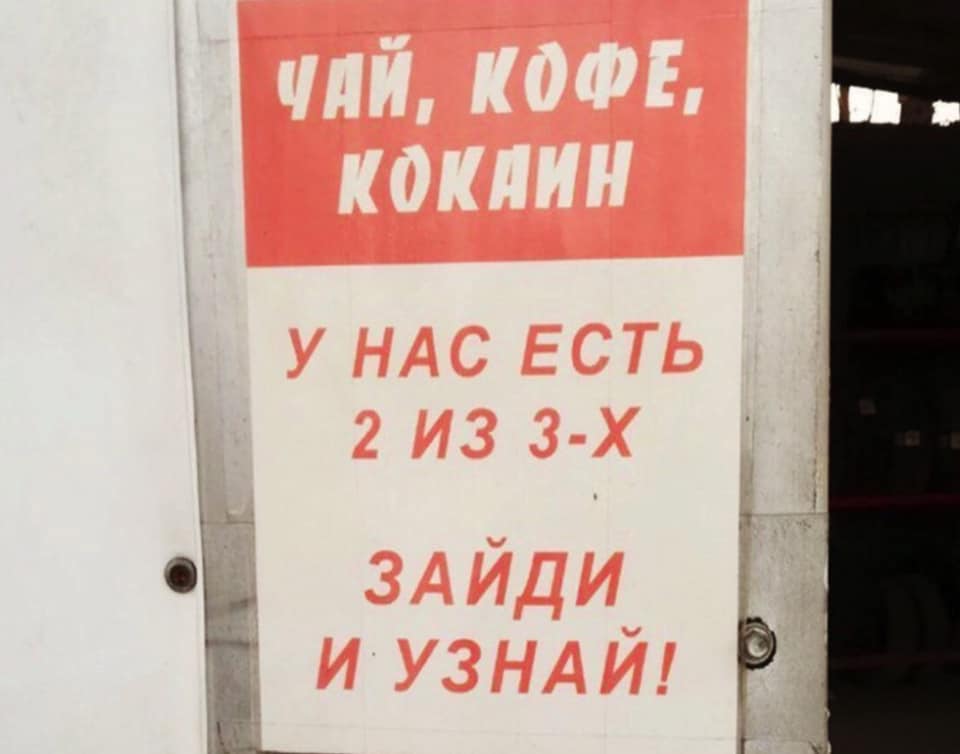 ЧАЙ, КОФЕ,
КОКАИН
У НАС ЕСТЬ
2 ИЗ 3-Х
ЗАЙДИ
И УЗНАЙ!